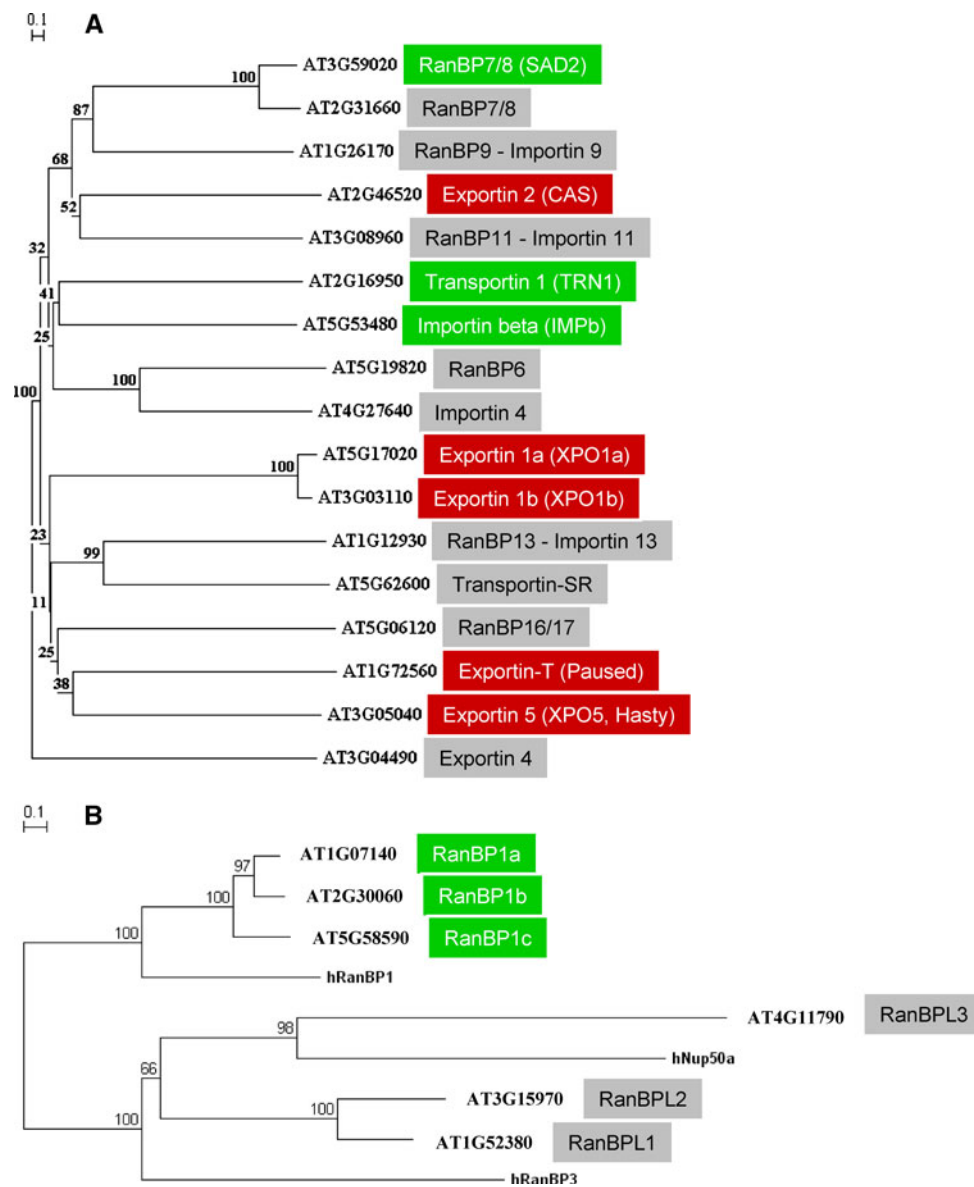 0.1 A
100 AT3G59020 RanBP7/8 (SAD2)
AT2G31660 RanBP7/8
87
AT1G26170 RanBP9 - Importin 9
68
AT2G46520 Exportin 2 (CAS)
52
AT3G08960 RanBP11 - Importin 11
32
AT2G16950 Transportin 1 (TRN1)
41
AT5G53480 Importin beta (IMPb)
25
AT5G19820 RanBP6
100
100
AT4G27640 Importin 4
AT5G17020 Exportin 1a (XPO1a)
100
AT3G03110 Exportin 1b (XPO1b)
23
AT1G12930 RanBP13 - Importin 13
99
AT5G62600 Transportin-SR
11
AT5G06120 RanBP16/17
25
AT1G72560 Exportin-T (Paused)
38
AT3G05040 Exportin 5 (XPO5, Hasty)
AT3G04490 Exportin 4
0.1 B
AT1G07140 RanBP1a
97
AT2G30060 RanBP1b
100
AT5G58590 RanBP1c
100
hRanBP1
AT4G11790 RanBPL3
98
hNup50a
66
AT3G15970 RanBPL2
100
100
AT1G52380 RanBPL1
hRanBP3